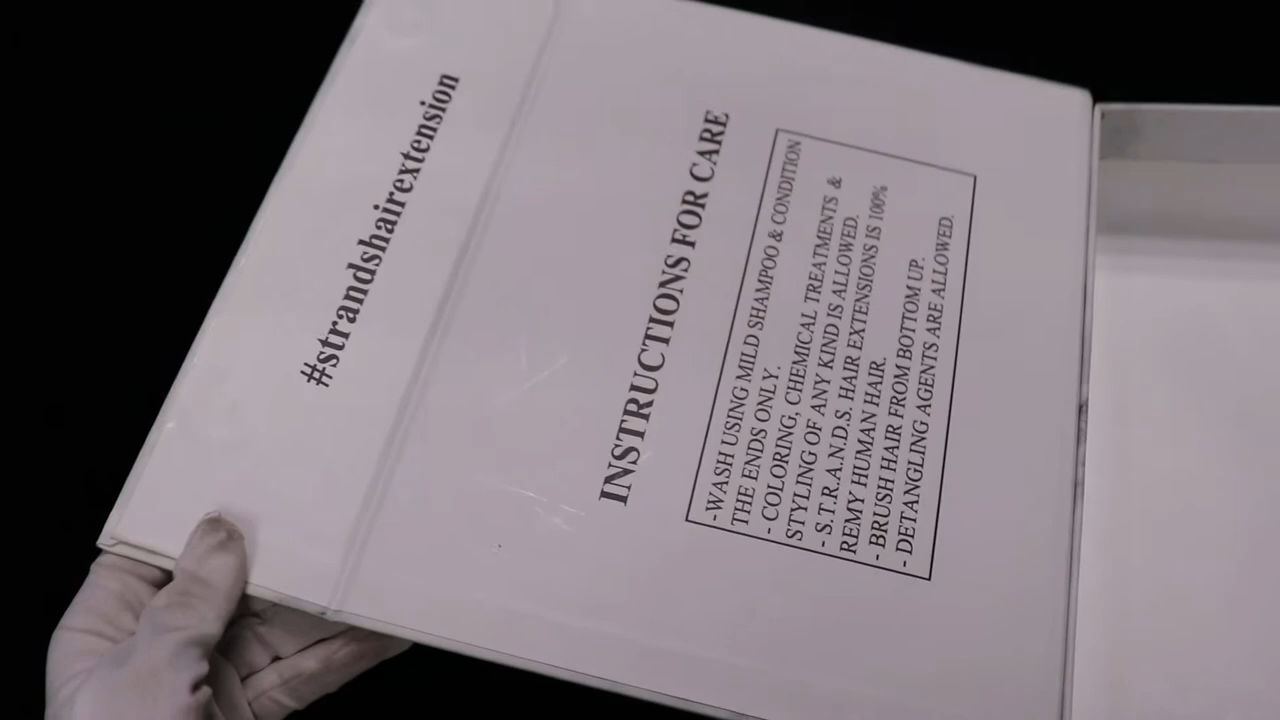 #strandshairextension
INSTRUCTIONS FOR CARE
-WASH USING MILD SHAMPOO & CONDITION
THE ENDS ONLY.
- COLORING, CHEMICAL TREATMENTS &
STYLING OF ANY KIND IS ALLOWED.
- S.T.R.A.N.D.S. HAIR EXTENSIONS IS 100%
REMY HUMAN HAIR.
- BRUSH HAIR FROM BOTTOM UP.
- DETANGLING AGENTS ARE ALLOWED.